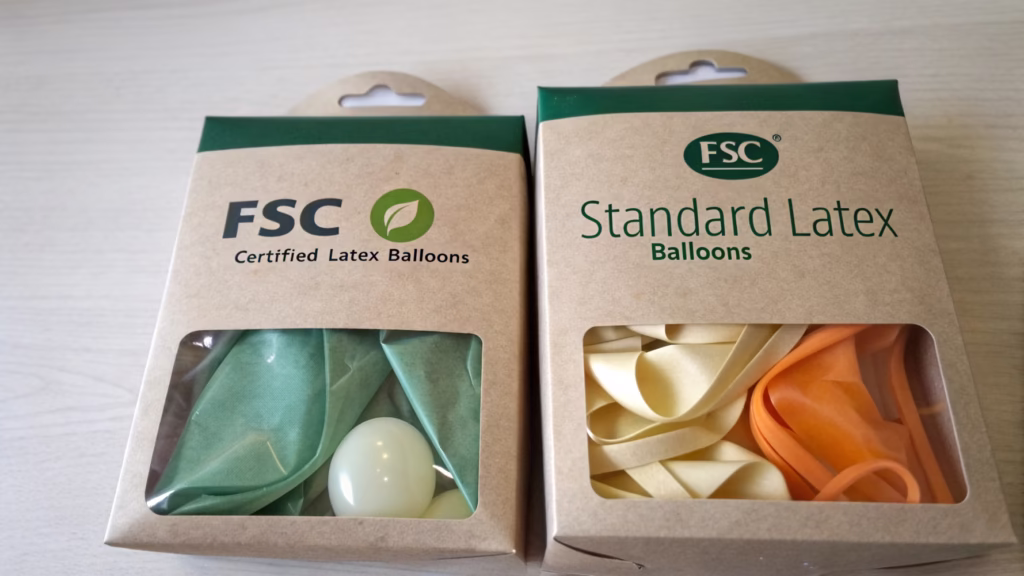 FSC
Certified Latex Balloons
FSC®
Standard Latex
Balloons